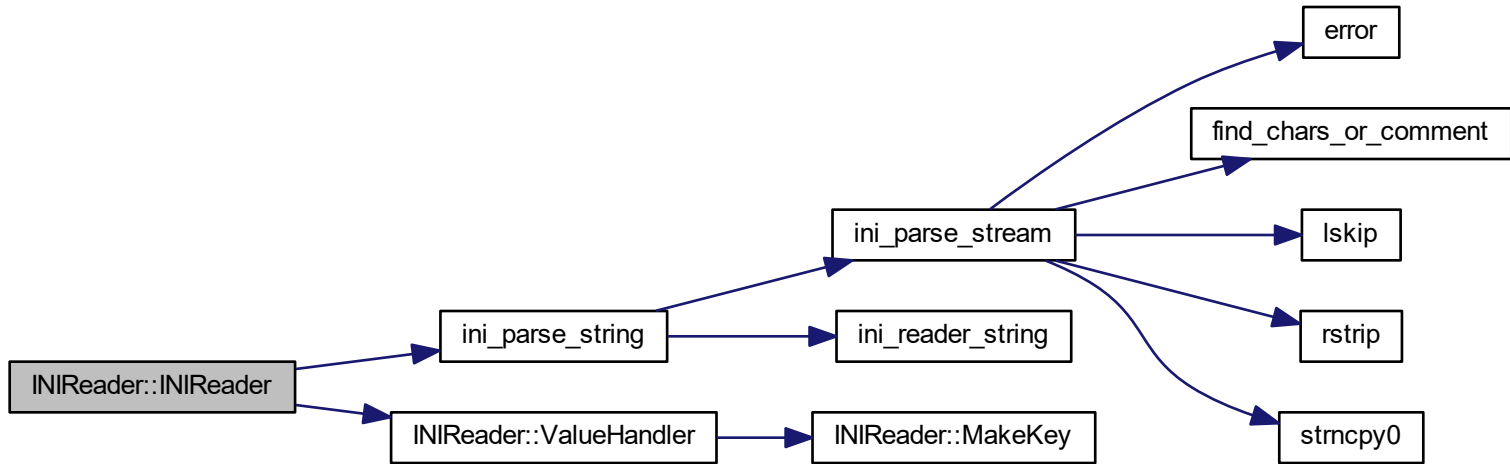 error
find_chars_or_comment
ini_parse_stream
lskip
ini_parse_string
ini_reader_string
rstrip
INIReader::INIReader
INIReader::ValueHandler
INIReader::MakeKey
strncpy0